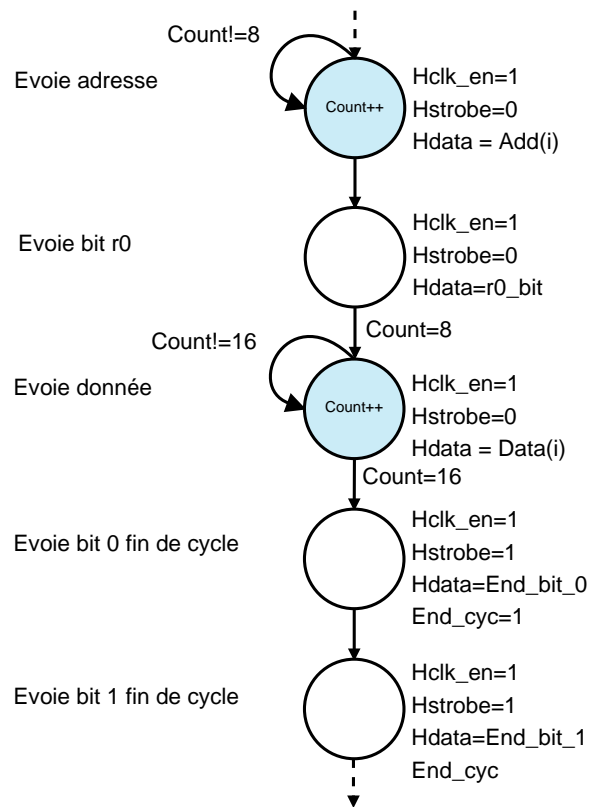 Count!=8
Evoie adresse
Count++
Hclk_en=1
Hstrobe=0
Hdata = Add(i)
Evoie bit r0
Hclk_en=1
Hstrobe=0
Hdata=r0_bit
Count=8
Count!=16
Evoie donnée
Count++
Hclk_en=1
Hstrobe=0
Hdata = Data(i)
Count=16
Evoie bit 0 fin de cycle
Hclk_en=1
Hstrobe=1
Hdata=End_bit_0
End_cyc=1
Evoie bit 1 fin de cycle
Hclk_en=1
Hstrobe=1
Hdata=End_bit_1
End_cyc